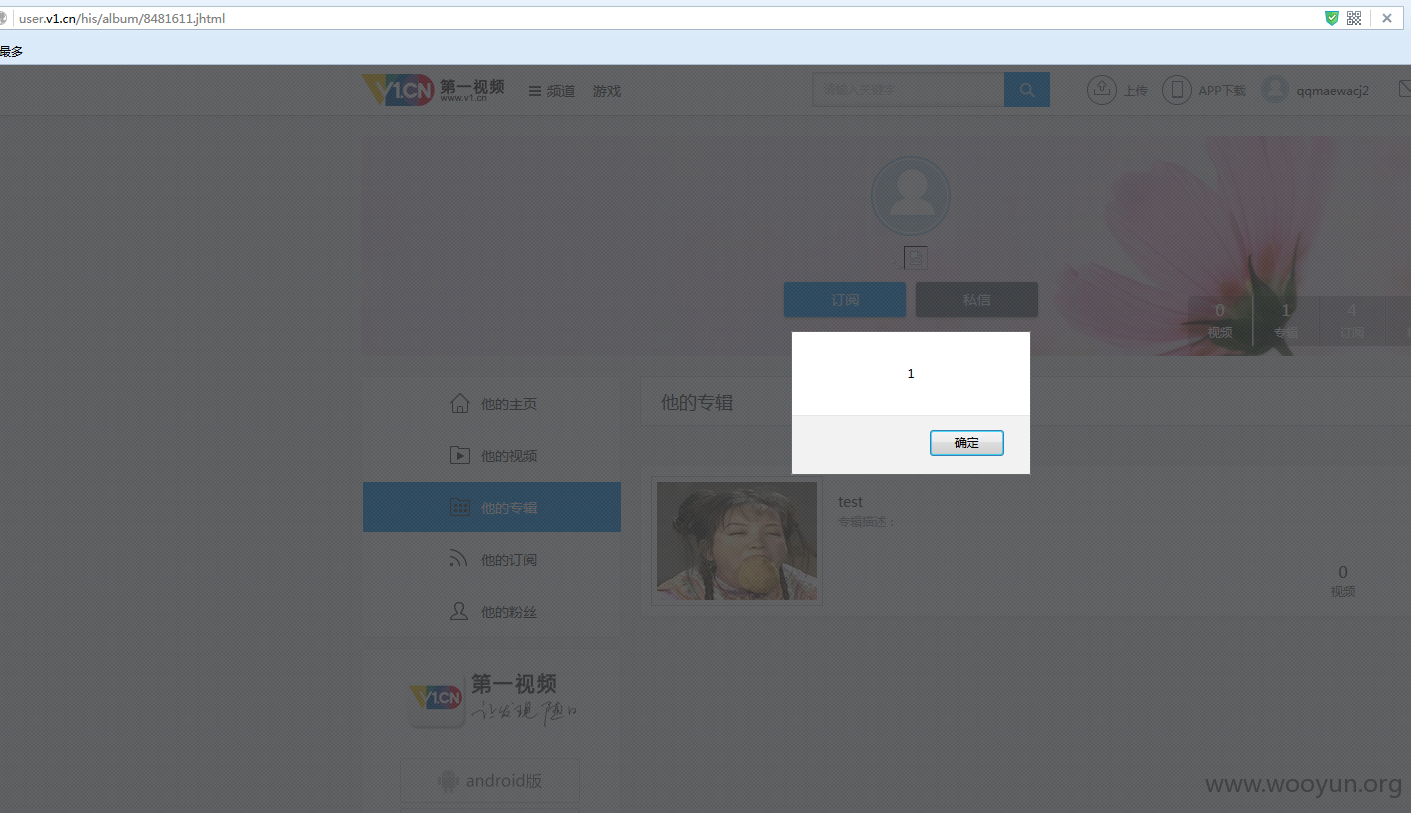 user.v1.cn/his/album/8481611.jhtml
最多
V1.CN 第一视频
www.v1.cn
频道 游戏
请输入关键字
上传 APP下载 qqmaewacj2
订阅 私信
0 1 4
视频 专辑 订阅
1
确定
他的主页
他的视频
他的专辑
他的订阅
他的粉丝
他的专辑
test
专辑描述：
0
视频
V1.CN 第一视频
android版
www.wooyun.org